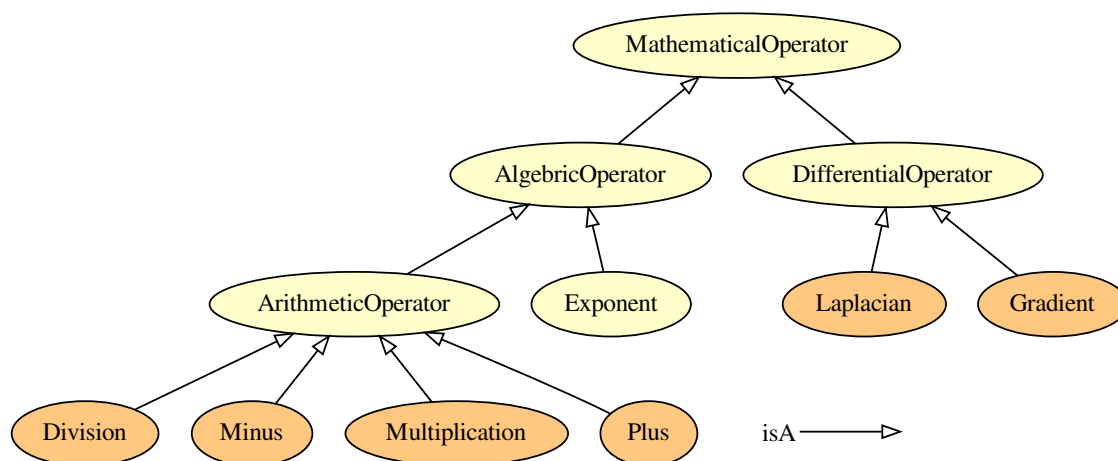 MathematicalOperator
AlgebricOperator
DifferentialOperator
ArithmeticOperator
Exponent
Laplacian
Gradient
Division
Minus
Multiplication
Plus
isA